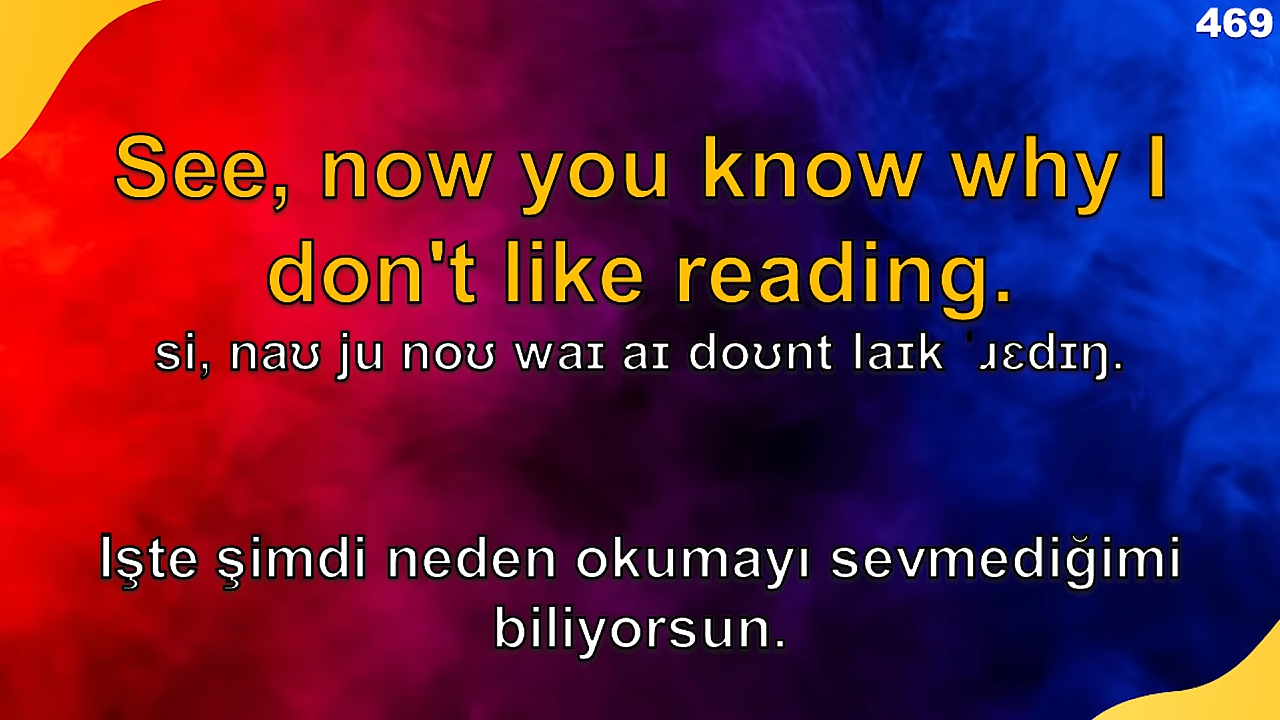 469
See, now you know why I
don't like reading.
si, naʊ ju noʊ waɪ aɪ doʊnt laɪk ˈɹɛdɪŋ.
Işte şimdi neden okumayı sevmediğimi
biliyorsun.